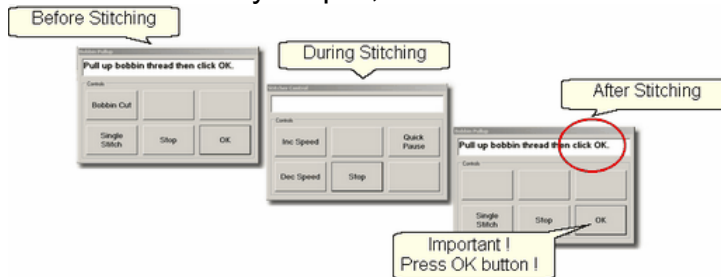 Before Stitching
Bobbin Pullup
Pull up bobbin thread then click OK.
Controls
Bobbin Cut
Single Stitch
Stop
OK
During Stitching
Controls
Inc Speed
Quick Pause
Dec Speed
Stop
After Stitching
Bobbin Pullup
Pull up bobbin thread then click OK.
Controls
Single Stitch
Stop
OK
Important !
Press OK button !